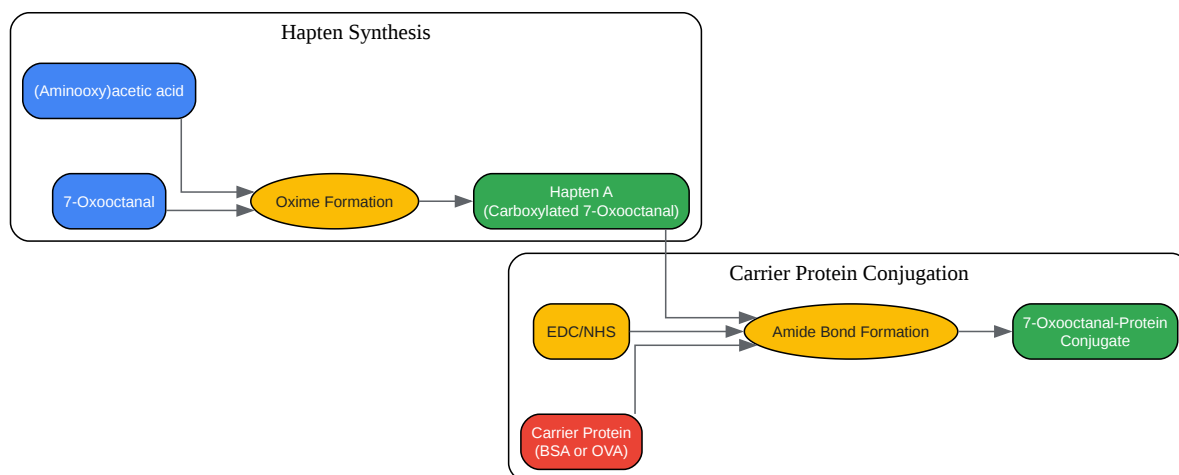 Hapten Synthesis
(Aminooxy)acetic acid
7-Oxooctanal
Oxime Formation
Hapten A
(Carboxylated 7-Oxooctanal)
Carrier Protein Conjugation
EDC/NHS
Amide Bond Formation
7-Oxooctanal-Protein
Conjugate
Carrier Protein
(BSA or OVA)